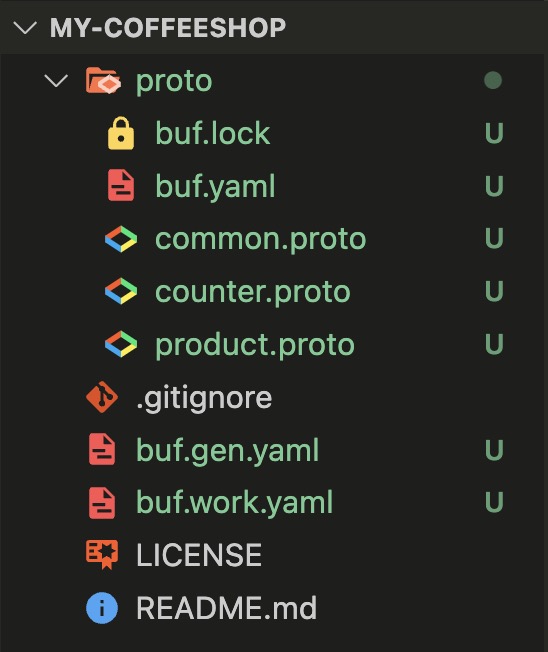 MY-COFFEESHOP
proto
buf.lock U
buf.yaml U
common.proto U
counter.proto U
product.proto U
.gitignore
buf.gen.yaml U
buf.work.yaml U
LICENSE
README.md